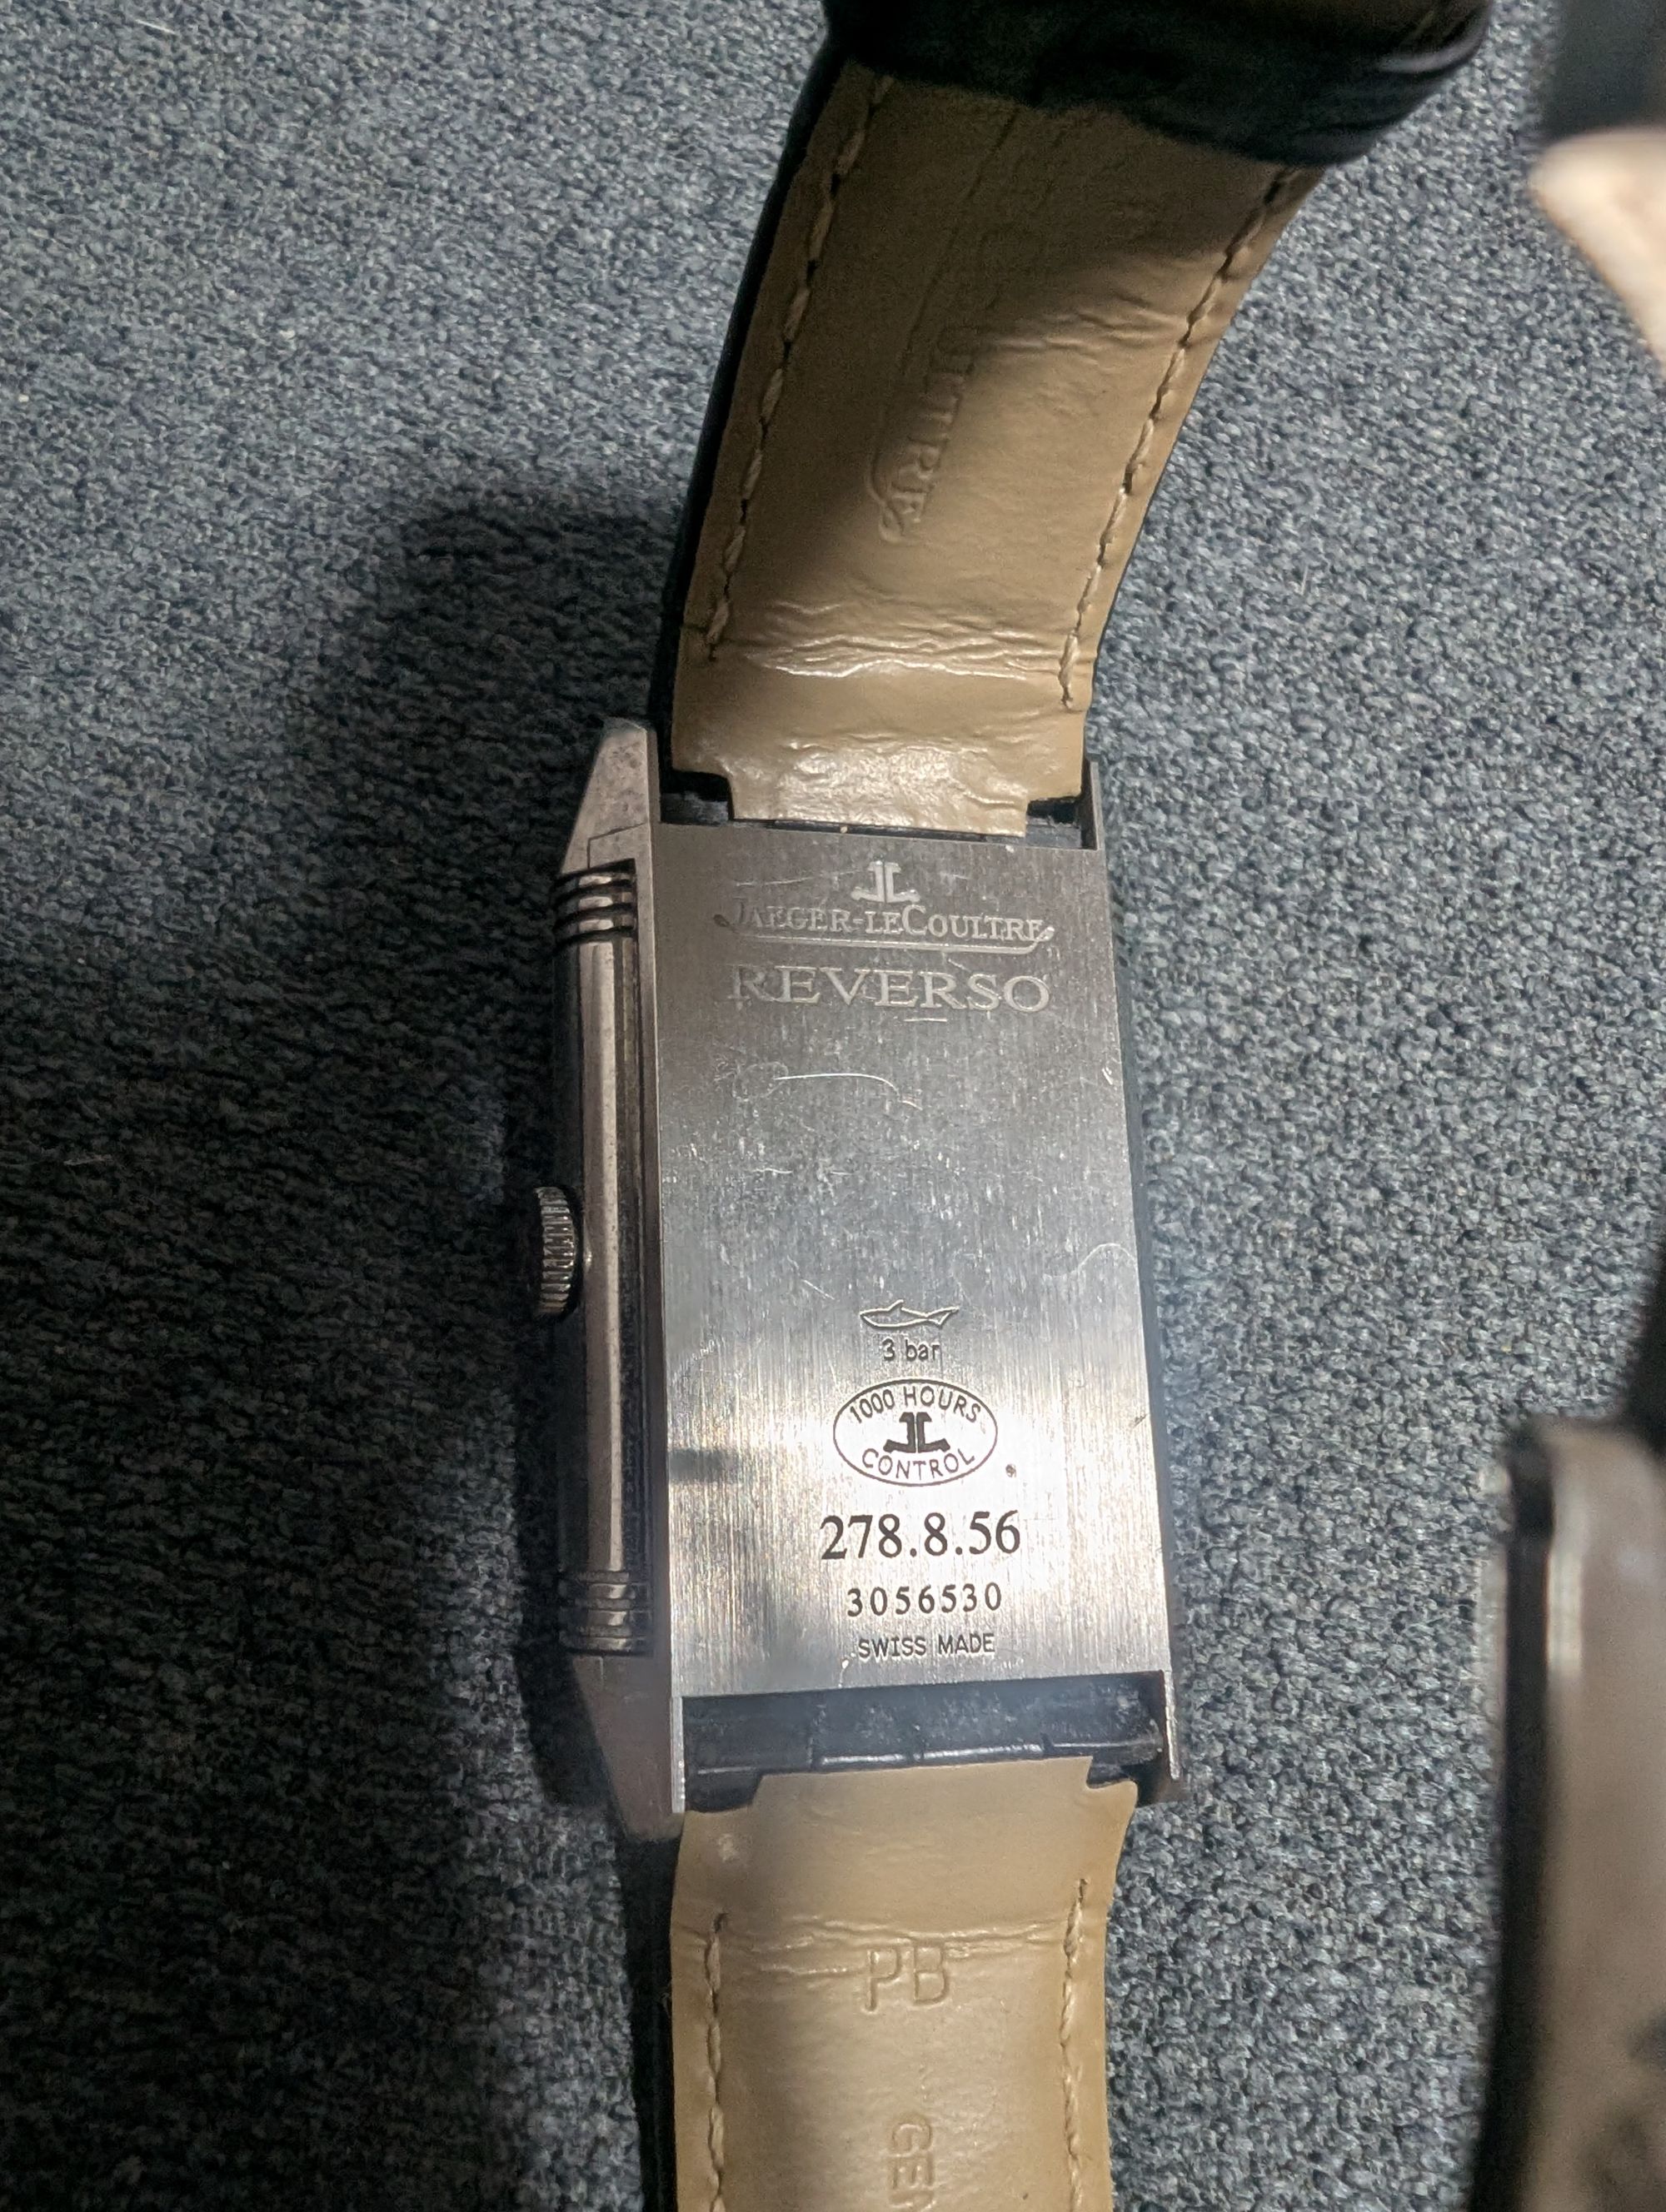 JAEGER-LECOULTRE
REVERSO
3 bar
1000 HOURS
CONTROL
278.8.56
3056530
SWISS MADE
PB